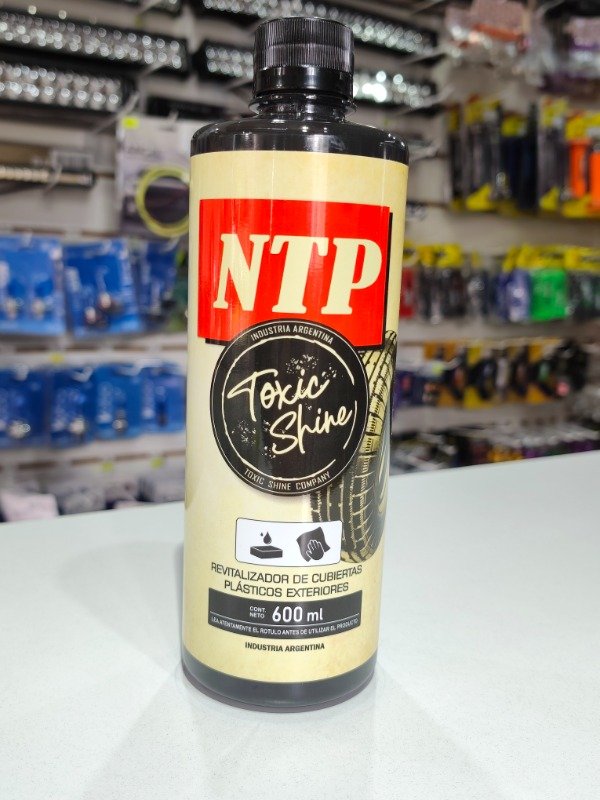 NTP
INDUSTRIA ARGENTINA
Toxic
Shine
TOXIC SHINE COMPANY
REVITALIZADOR DE CUBIERTAS
PLÁSTICOS EXTERIORES
CONT.
NETO 600 ml
LEA ATENTAMENTE EL ROTULO ANTES DE UTILIZAR EL PRODUCTO
INDUSTRIA ARGENTINA